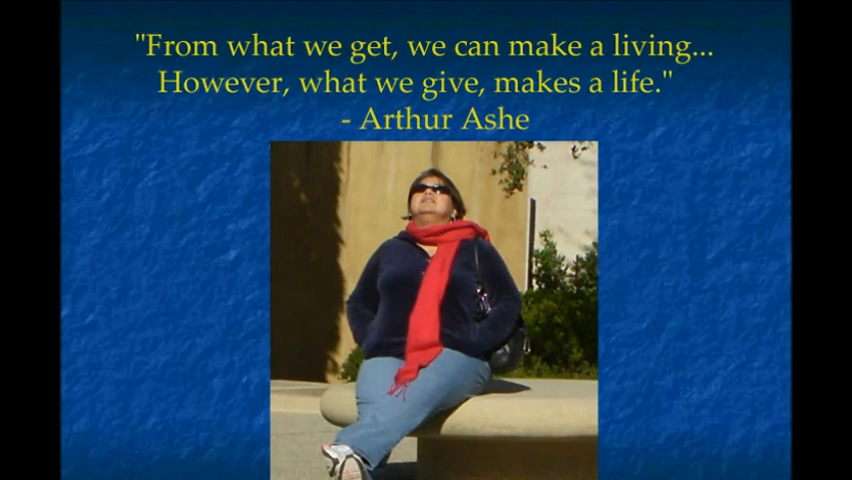 "From what we get, we can make a living...
However, what we give, makes a life."
- Arthur Ashe